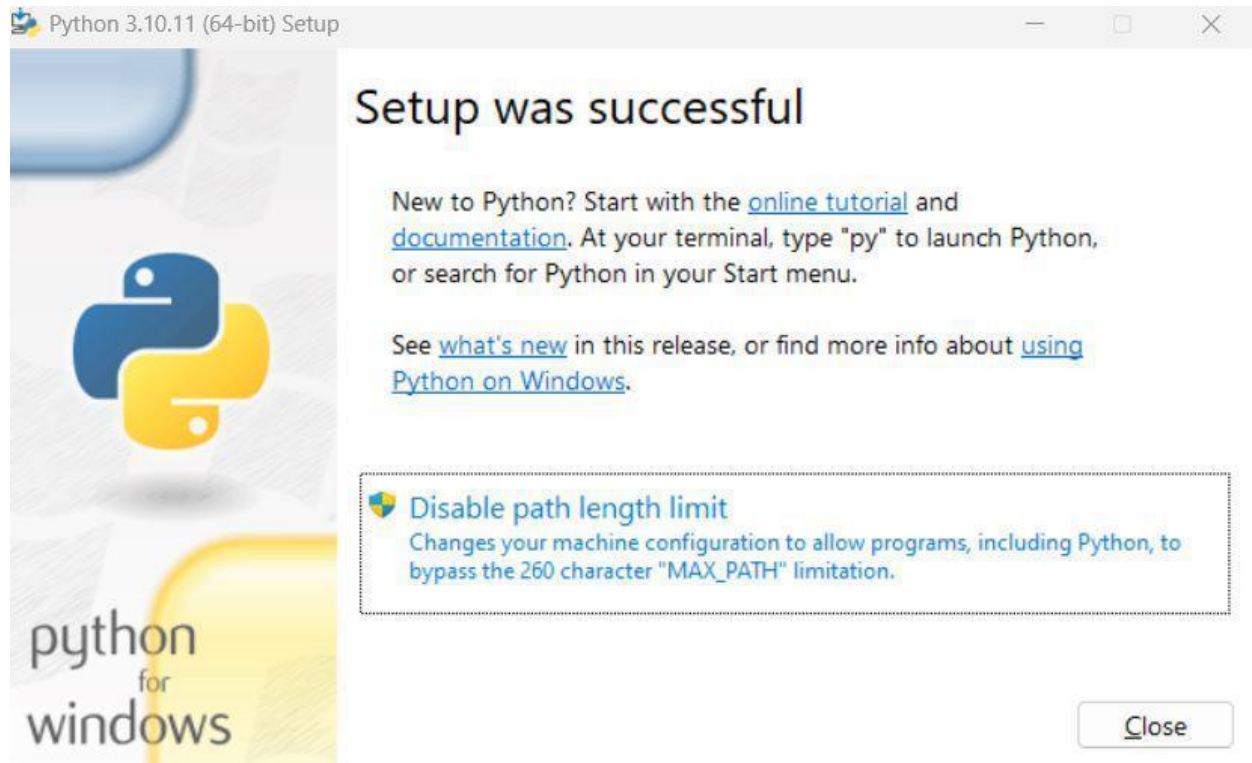 Python 3.10.11 (64-bit) Setup
Setup was successful
New to Python? Start with the online tutorial and
documentation. At your terminal, type "py" to launch Python,
or search for Python in your Start menu.
See what's new in this release, or find more info about using
Python on Windows.
Disable path length limit
Changes your machine configuration to allow programs, including Python, to
bypass the 260 character "MAX_PATH" limitation.
python
for
windows
Close